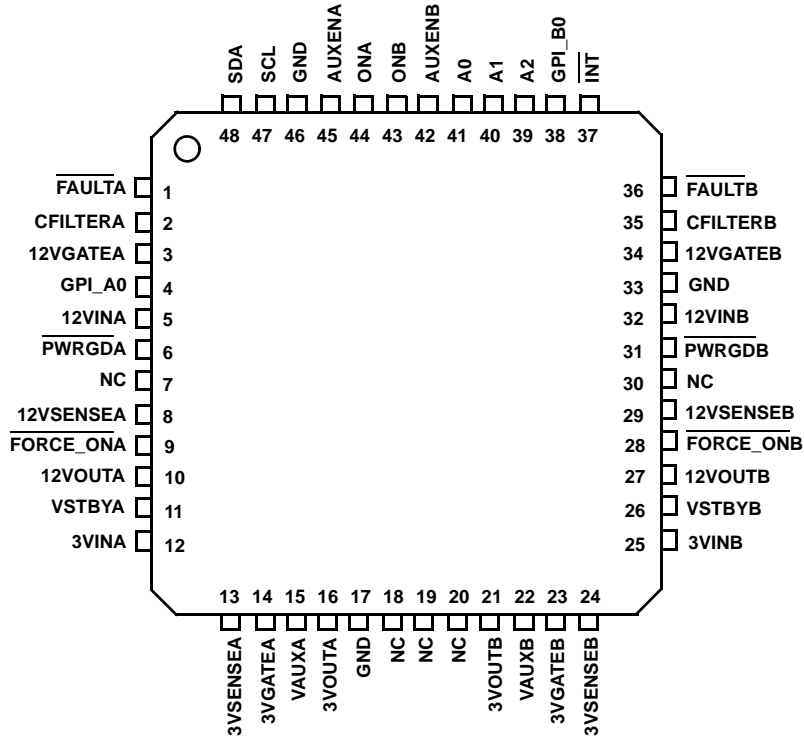 SDA SCL GND AUXENA ONA ONB AUXENB A0 A1 A2 GPI_B0 INT
48 47 46 45 44 43 42 41 40 39 38 37
FAULTA 1 36 FAULTB
CFILTERA 2 35 CFILTERB
12VGATEA 3 34 12VGATEB
GPI_A0 4 33 GND
12VINA 5 32 12VINB
PWRGDA 6 31 PWRGDB
NC 7 30 NC
12VSENSEA 8 29 12VSENSEB
FORCE_ONA 9 28 FORCE_ONB
12VOUTA 10 27 12VOUTB
VSTBYA 11 26 VSTBYB
3VINA 12 25 3VINB
13 14 15 16 17 18 19 20 21 22 23 24
3VSENSEA 3VGATEA VAUXA 3VOUTA GND NC NC NC 3VOUTB VAUXB 3VGATEB 3VSENSEB